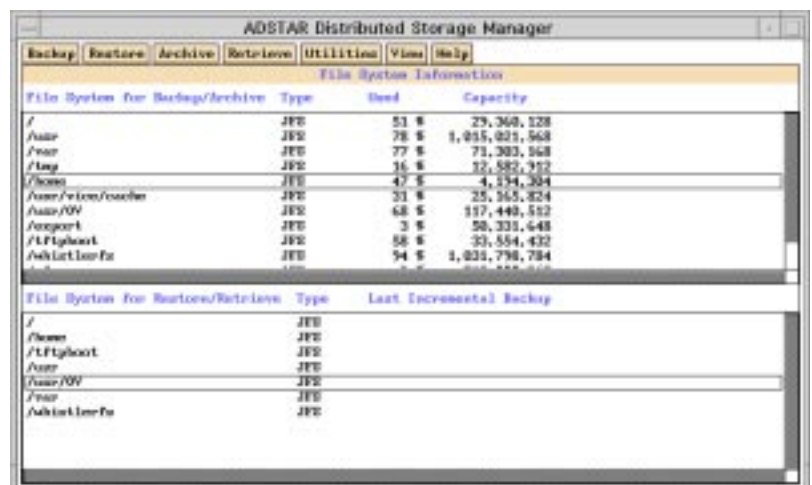 ADSTAR Distributed Storage Manager
Backup Restore Archive Retrieve Utilities View Help
File System Information
File System for Backup/Archive Type Used Capacity
/ JFS 51 % 29,360,128
/usr JFS 78 % 1,015,021,568
/var JFS 77 % 71,303,168
/tmp JFS 16 % 12,582,912
/home JFS 47 % 4,194,304
/usr/vice/cache JFS 31 % 25,165,824
/usr/OV JFS 68 % 117,440,512
/export JFS 3 % 50,331,648
/tftpboot JFS 58 % 33,554,432
/whistlerfs JFS 94 % 1,031,798,784
File System for Restore/Retrieve Type Last Incremental Backup
/ JFS
/home JFS
/tftpboot JFS
/usr JFS
/usr/OV JFS
/var JFS
/whistlerfs JFS